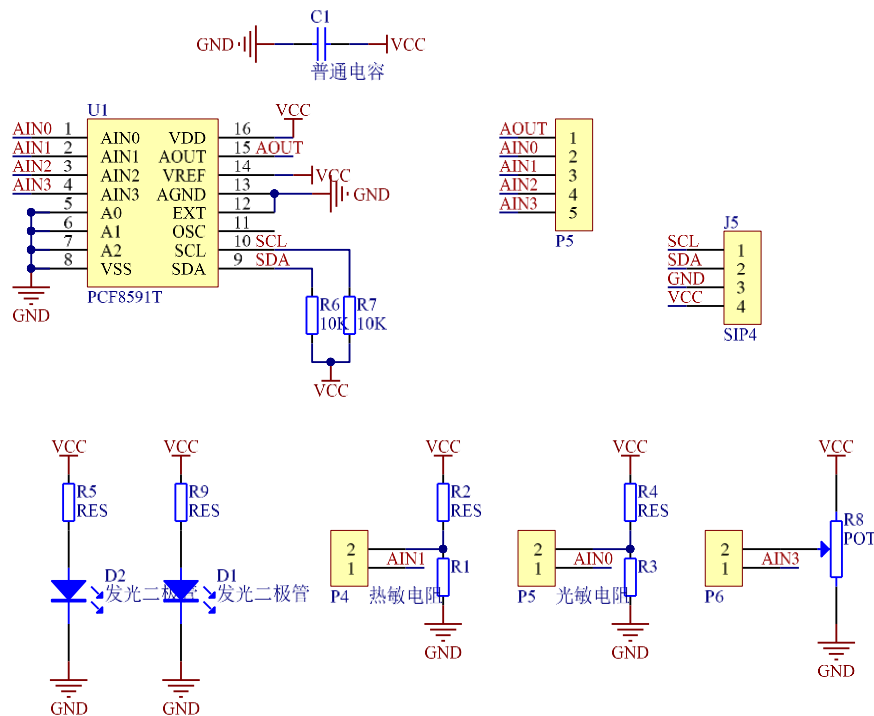 C1
GND VCC
普通电容
U1
VCC
AIN0 1 AIN0 VDD 16
AIN1 2 AIN1 AOUT 15 AOUT
AIN2 3 AIN2 VREF 14 VCC
AIN3 4 AIN3 AGND 13 GND
5 A0 EXT 12
6 A1 OSC 11
7 A2 SCL 10 SCL
8 VSS SDA 9 SDA
GND
PCF8591T
R6 R7
10K 10K
VCC
AOUT 1
AIN0 2
AIN1 3
AIN2 4
AIN3 5
P5
J5
SCL 1
SDA 2
GND 3
VCC 4
SIP4
VCC VCC VCC VCC VCC
R5 R9 R2 R4 R8
RES RES RES RES POT
2 2 2
1 AIN1 R1 1 AIN0 R3 1 AIN3
D2 D1
发光二极管 发光二极管
P4 热敏电阻 P5 光敏电阻 P6
GND GND GND
GND GND